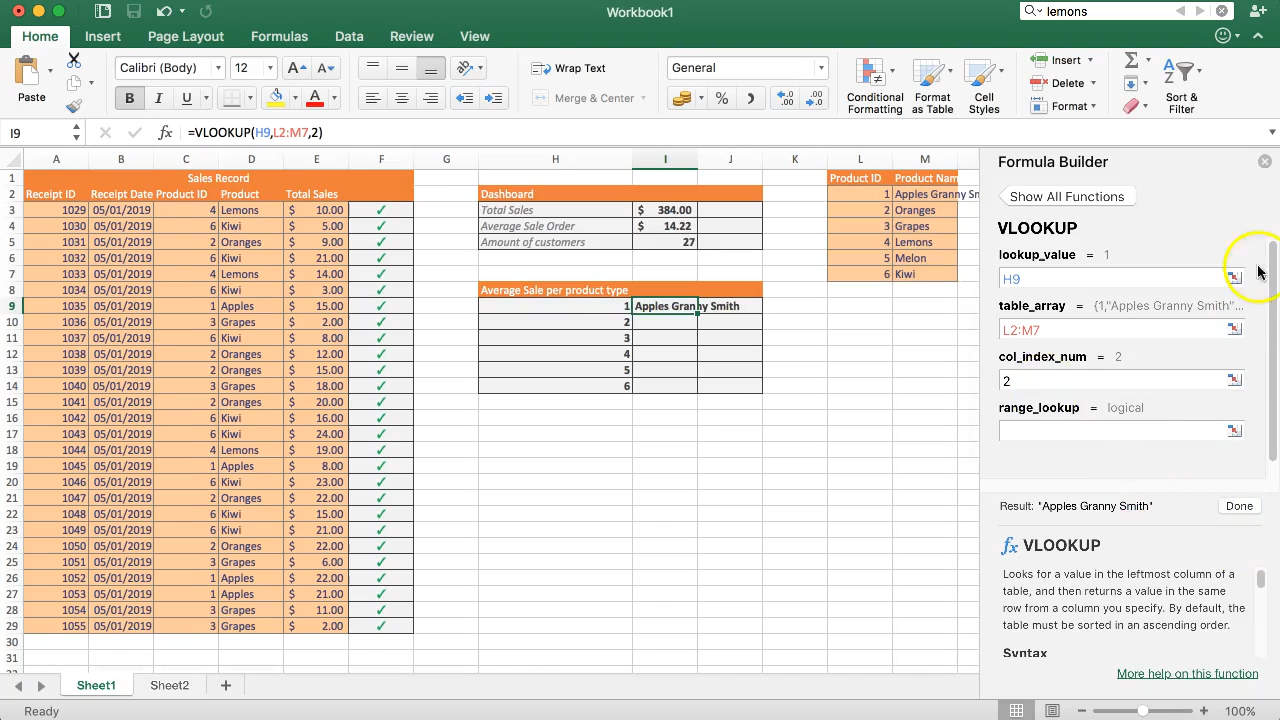 Workbook1
lemons
Home Insert Page Layout Formulas Data Review View
Calibri (Body) 12 A A Wrap Text General Insert Σ
Paste B I U A Merge & Center % Conditional Formatting Format as Table Cell Styles Delete Format Sort & Filter
I9 fx =VLOOKUP(H9,L2:M7,2)
A B C D E F G H I J K L M
1 Sales Record Product ID Product Name
2 Receipt ID Receipt Date Product ID Product Total Sales Dashboard 1 Apples Granny Sm
3 1029 05/01/2019 4 Lemons $ 10.00 ✓ Total Sales $ 384.00 2 Oranges
4 1030 05/01/2019 6 Kiwi $ 5.00 ✓ Average Sale Order $ 14.22 3 Grapes
5 1031 05/01/2019 2 Oranges $ 9.00 ✓ Amount of customers 27 4 Lemons
6 1032 05/01/2019 6 Kiwi $ 21.00 ✓ 5 Melon
7 1033 05/01/2019 4 Lemons $ 14.00 ✓ 6 Kiwi
8 1034 05/01/2019 6 Kiwi $ 3.00 ✓ Average Sale per product type
9 1035 05/01/2019 1 Apples $ 15.00 ✓ 1 Apples Granny Smith
10 1036 05/01/2019 3 Grapes $ 2.00 ✓ 2
11 1037 05/01/2019 6 Kiwi $ 8.00 ✓ 3
12 1038 05/01/2019 2 Oranges $ 12.00 ✓ 4
13 1039 05/01/2019 2 Oranges $ 15.00 ✓ 5
14 1040 05/01/2019 3 Grapes $ 18.00 ✓ 6
15 1041 05/01/2019 2 Oranges $ 20.00 ✓
16 1042 05/01/2019 6 Kiwi $ 16.00 ✓
17 1043 05/01/2019 6 Kiwi $ 24.00 ✓
18 1044 05/01/2019 4 Lemons $ 19.00 ✓
19 1045 05/01/2019 1 Apples $ 8.00 ✓
20 1046 05/01/2019 6 Kiwi $ 23.00 ✓
21 1047 05/01/2019 2 Oranges $ 22.00 ✓
22 1048 05/01/2019 6 Kiwi $ 15.00 ✓
23 1049 05/01/2019 6 Kiwi $ 21.00 ✓
24 1050 05/01/2019 2 Oranges $ 22.00 ✓
25 1051 05/01/2019 3 Grapes $ 6.00 ✓
26 1052 05/01/2019 1 Apples $ 22.00 ✓
27 1053 05/01/2019 1 Apples $ 21.00 ✓
28 1054 05/01/2019 3 Grapes $ 11.00 ✓
29 1055 05/01/2019 3 Grapes $ 2.00 ✓
30
31
Formula Builder
Show All Functions
VLOOKUP
lookup_value = 1
H9
table_array = {1,"Apples Granny Smith"...
L2:M7
col_index_num = 2
2
range_lookup = logical
Result: "Apples Granny Smith" Done
fx VLOOKUP
Looks for a value in the leftmost column of a
table, and then returns a value in the same
row from a column you specify. By default, the
table must be sorted in an ascending order.
Syntax
More help on this function
Sheet1 Sheet2 +
Ready 100%